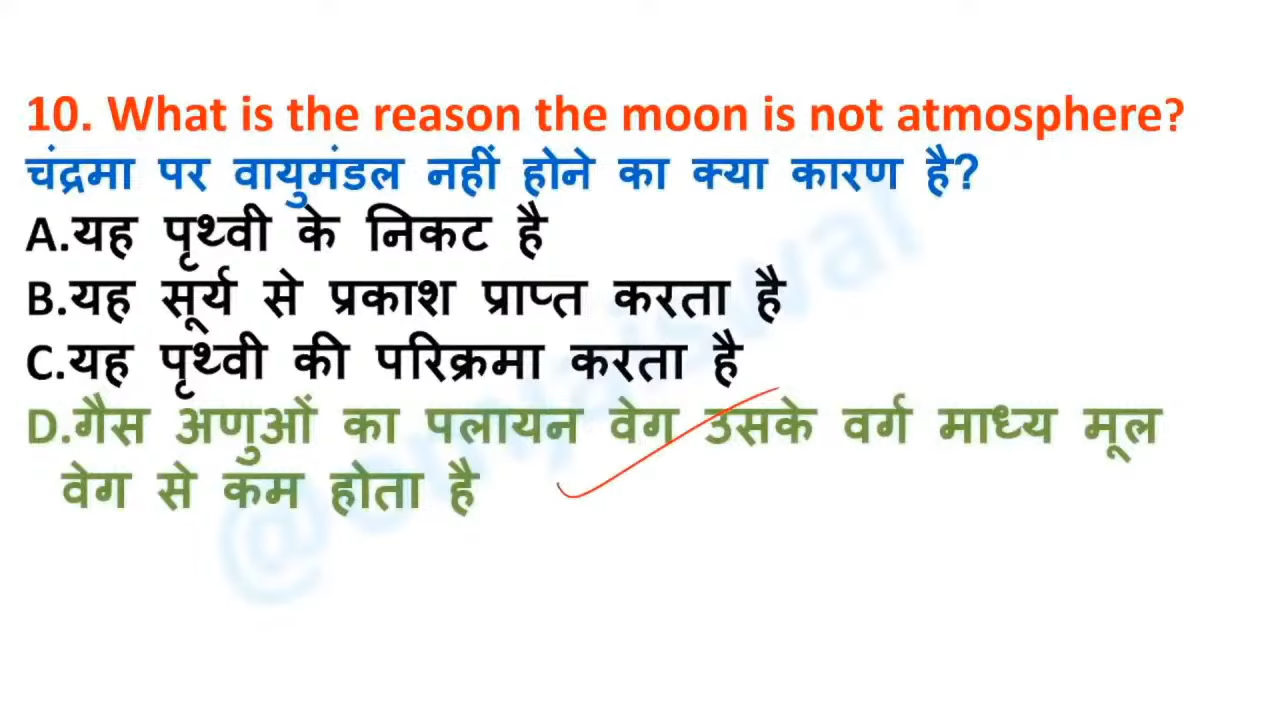 10. What is the reason the moon is not atmosphere?
चंद्रमा पर वायुमंडल नहीं होने का क्या कारण है?
A.यह पृथ्वी के निकट है
B.यह सूर्य से प्रकाश प्राप्त करता है
C.यह पृथ्वी की परिक्रमा करता है
D.गैस अणुओं का पलायन वेग उसके वर्ग माध्य मूल
वेग से कम होता है
@omjaiswal